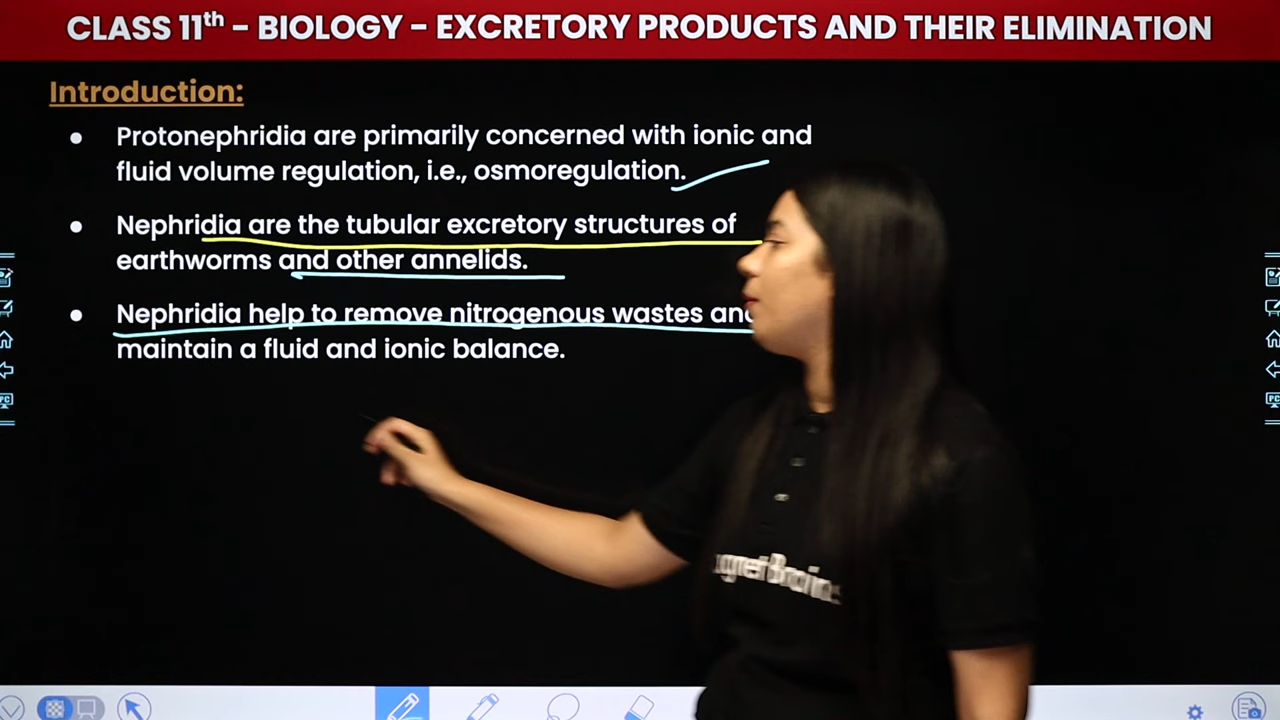 CLASS 11th - BIOLOGY - EXCRETORY PRODUCTS AND THEIR ELIMINATION
Introduction:
• Protonephridia are primarily concerned with ionic and
fluid volume regulation, i.e., osmoregulation.
• Nephridia are the tubular excretory structures of
earthworms and other annelids.
• Nephridia help to remove nitrogenous wastes and
maintain a fluid and ionic balance.